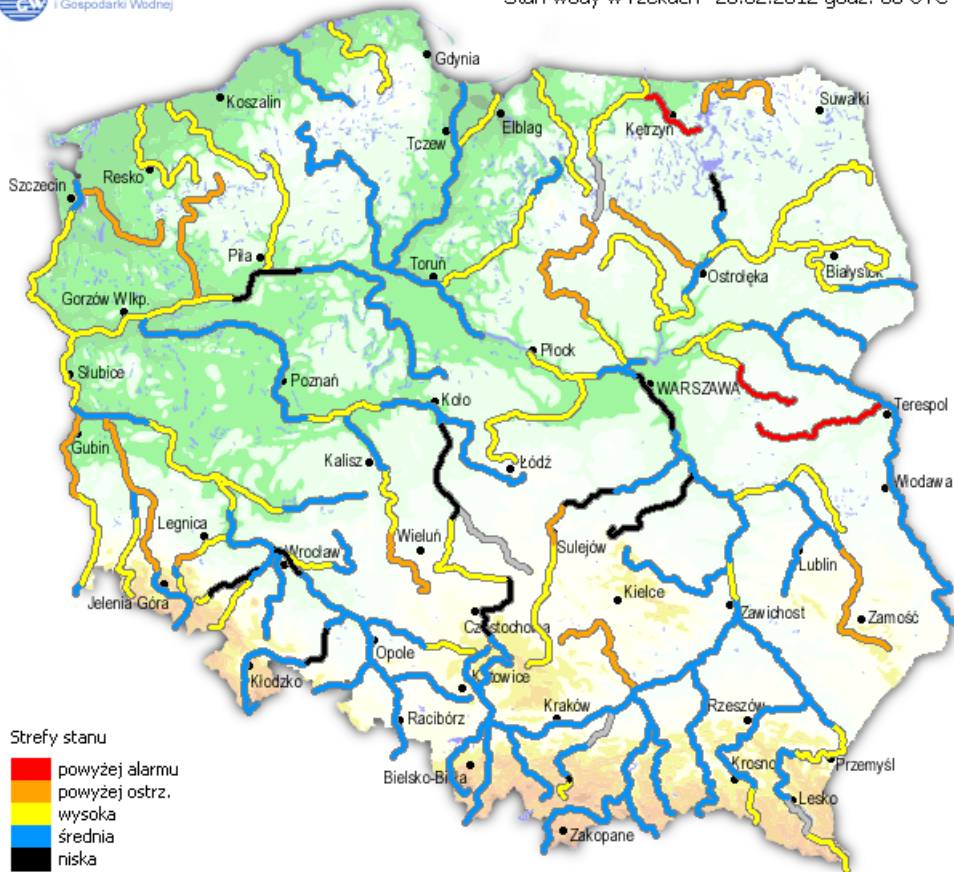 i Gospodarki Wodnej
Gdynia
Koszalin
Suwałki
Elbląg
Kętrzyn
Tczew
Resko
Szczecin
Piła
Toruń
Białystok
Ostrołęka
Gorzów Wlkp.
Płock
Słubice
Poznań
WARSZAWA
Koło
Terespol
Gubin
Kalisz
Łódź
Włodawa
Legnica
Wieluń
Sulejów
Wrocław
Lublin
Jelenia Góra
Kielce
Zawichost
Częstochowa
Zamość
Opole
Kłodzko
Katowice
Racibórz
Kraków
Rzeszów
Strefy stanu
Bielsko-Biała
Krosno
Przemyśl
powyżej alarmu
powyżej ostrz.
Lesko
wysoka
średnia
Zakopane
niska